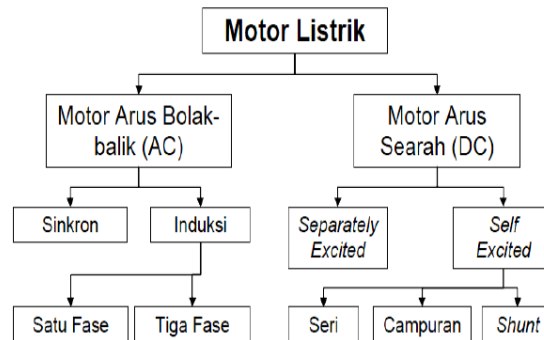 Motor Listrik
Motor Arus Bolak-
balik (AC)
Motor Arus
Searah (DC)
Sinkron
Induksi
Separately
Excited
Self
Excited
Satu Fase
Tiga Fase
Seri
Campuran
Shunt